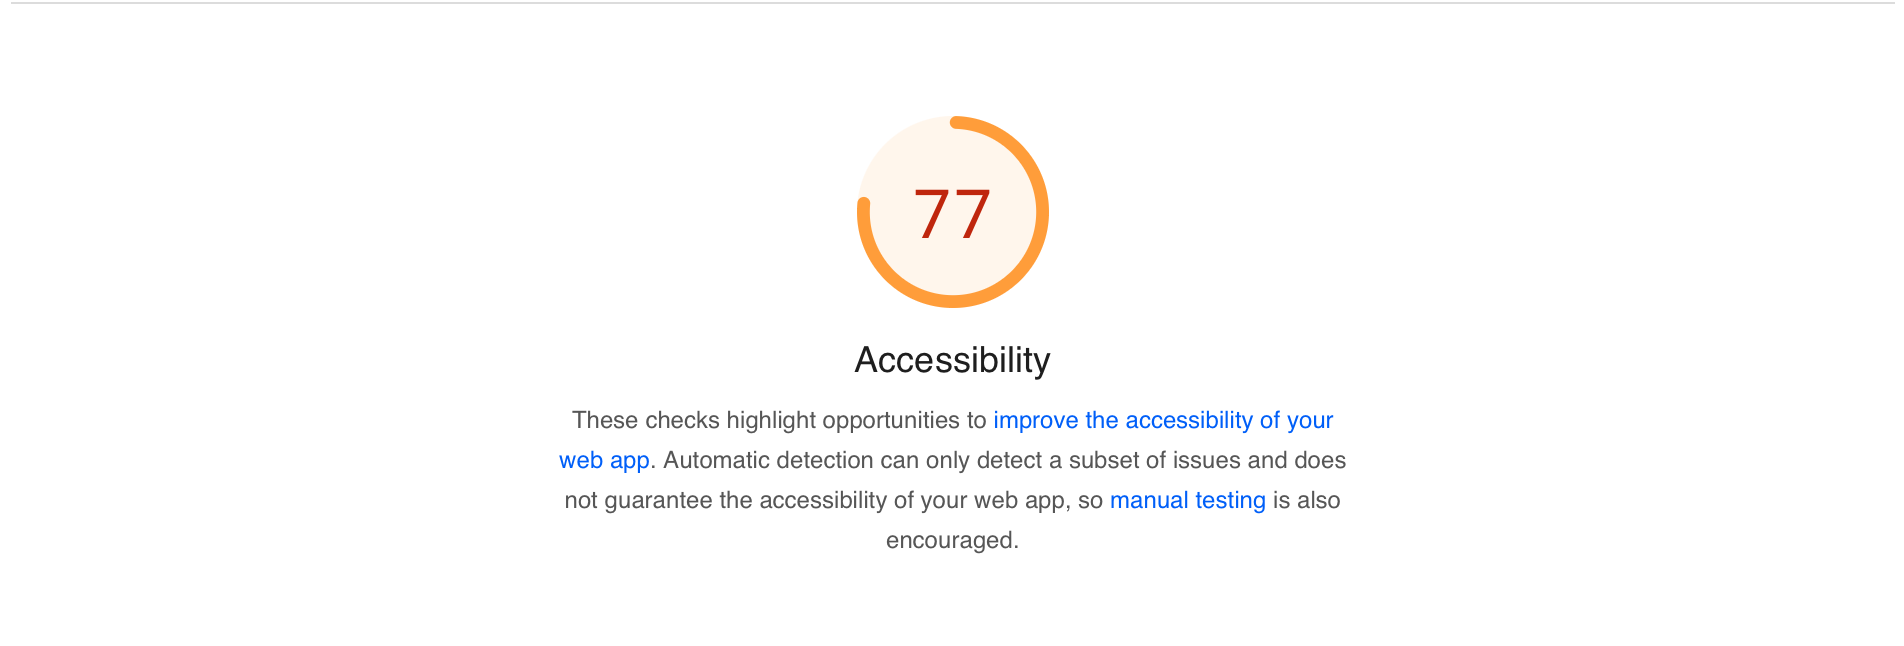 77
Accessibility
These checks highlight opportunities to improve the accessibility of your
web app. Automatic detection can only detect a subset of issues and does
not guarantee the accessibility of your web app, so manual testing is also
encouraged.